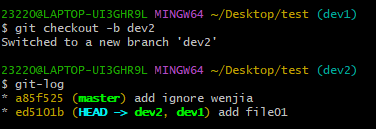 23220@LAPTOP-UI3GHR9L MINGW64 ~/Desktop/test (dev1)
$ git checkout -b dev2
Switched to a new branch 'dev2'
23220@LAPTOP-UI3GHR9L MINGW64 ~/Desktop/test (dev2)
$ git-log
* a85f525 (master) add ignore wenjia
* ed5101b (HEAD -> dev2, dev1) add file01